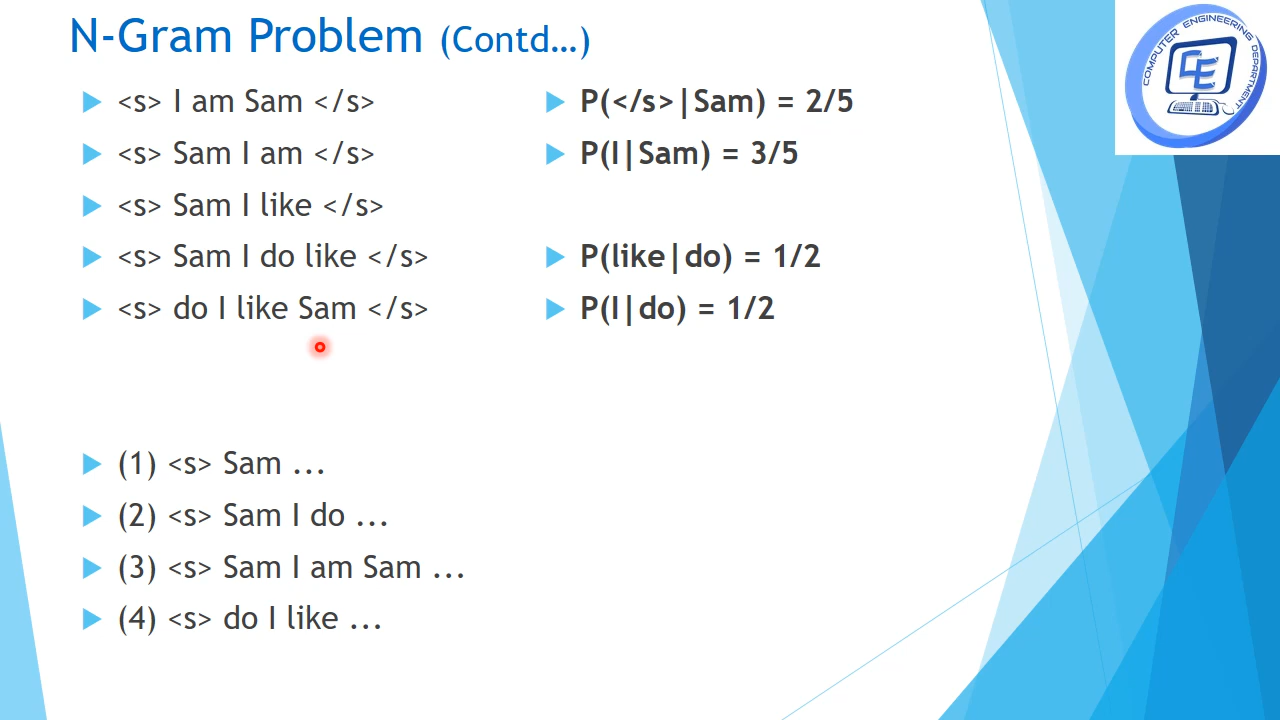 N-Gram Problem (Contd…)
<s> I am Sam </s>
<s> Sam I am </s>
<s> Sam I like </s>
<s> Sam I do like </s>
<s> do I like Sam </s>
P(</s>|Sam) = 2/5
P(I|Sam) = 3/5
P(like|do) = 1/2
P(I|do) = 1/2
(1) <s> Sam …
(2) <s> Sam I do …
(3) <s> Sam I am Sam …
(4) <s> do I like …
COMPUTER ENGINEERING DEPARTMENT
CE